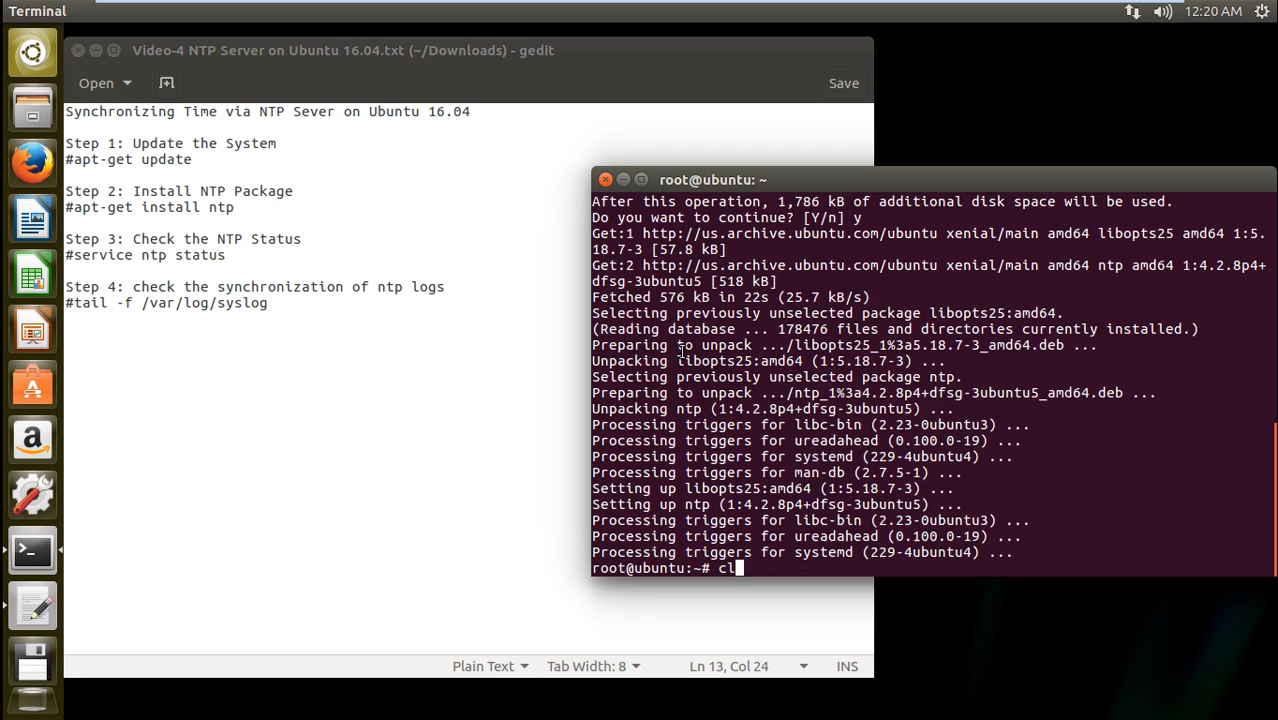 Terminal
12:20 AM
Video-4 NTP Server on Ubuntu 16.04.txt (~/Downloads) - gedit
Open
Save
Synchronizing Time via NTP Sever on Ubuntu 16.04
Step 1: Update the System
#apt-get update
Step 2: Install NTP Package
#apt-get install ntp
Step 3: Check the NTP Status
#service ntp status
Step 4: check the synchronization of ntp logs
#tail -f /var/log/syslog
Plain Text
Tab Width: 8
Ln 13, Col 24
INS
root@ubuntu: ~
After this operation, 1,786 kB of additional disk space will be used.
Do you want to continue? [Y/n] y
Get:1 http://us.archive.ubuntu.com/ubuntu xenial/main amd64 libopts25 amd64 1:5.
18.7-3 [57.8 kB]
Get:2 http://us.archive.ubuntu.com/ubuntu xenial/main amd64 ntp amd64 1:4.2.8p4+
dfsg-3ubuntu5 [518 kB]
Fetched 576 kB in 22s (25.7 kB/s)
Selecting previously unselected package libopts25:amd64.
(Reading database ... 178476 files and directories currently installed.)
Preparing to unpack .../libopts25_1%3a5.18.7-3_amd64.deb ...
Unpacking libopts25:amd64 (1:5.18.7-3) ...
Selecting previously unselected package ntp.
Preparing to unpack .../ntp_1%3a4.2.8p4+dfsg-3ubuntu5_amd64.deb ...
Unpacking ntp (1:4.2.8p4+dfsg-3ubuntu5) ...
Processing triggers for libc-bin (2.23-0ubuntu3) ...
Processing triggers for ureadahead (0.100.0-19) ...
Processing triggers for systemd (229-4ubuntu4) ...
Processing triggers for man-db (2.7.5-1) ...
Setting up libopts25:amd64 (1:5.18.7-3) ...
Setting up ntp (1:4.2.8p4+dfsg-3ubuntu5) ...
Processing triggers for libc-bin (2.23-0ubuntu3) ...
Processing triggers for ureadahead (0.100.0-19) ...
Processing triggers for systemd (229-4ubuntu4) ...
root@ubuntu:~# cl